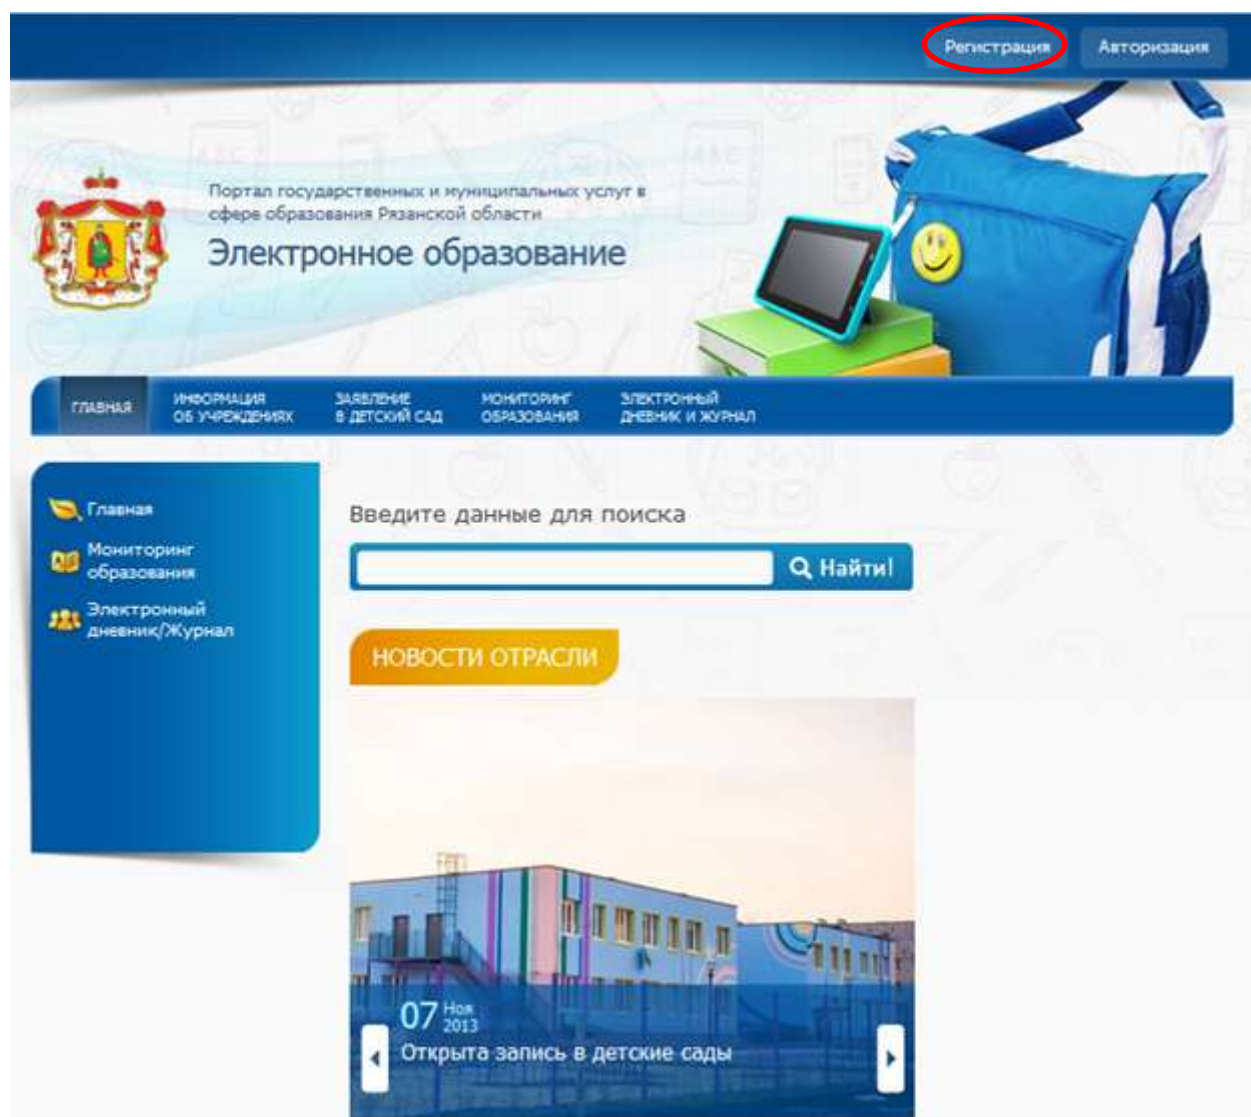 Регистрация
Авторизация
Портал государственных и муниципальных услуг в
сфере образования Рязанской области
Электронное образование
ГЛАВНАЯ
ИНФОРМАЦИЯ
ОБ УЧРЕЖДЕНИЯХ
ЗАЯВЛЕНИЕ
В ДЕТСКИЙ САД
МОНИТОРИНГ
ОБРАЗОВАНИЯ
ЭЛЕКТРОННЫЙ
ДНЕВНИК И ЖУРНАЛ
Главная
Мониторинг
образования
Электронный
дневник/Журнал
Введите данные для поиска
Найти!
НОВОСТИ ОТРАСЛИ
07 Ноя
2013
Открыта запись в детские сады